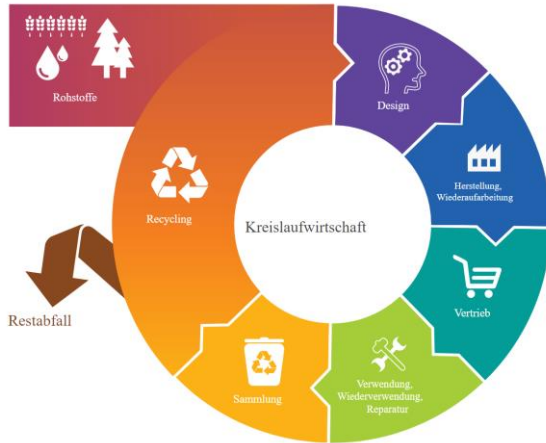 Rohstoffe
Design
Herstellung,
Wiederaufarbeitung
Vertrieb
Verwendung,
Wiederverwendung,
Reparatur
Sammlung
Recycling
Restabfall
Kreislaufwirtschaft